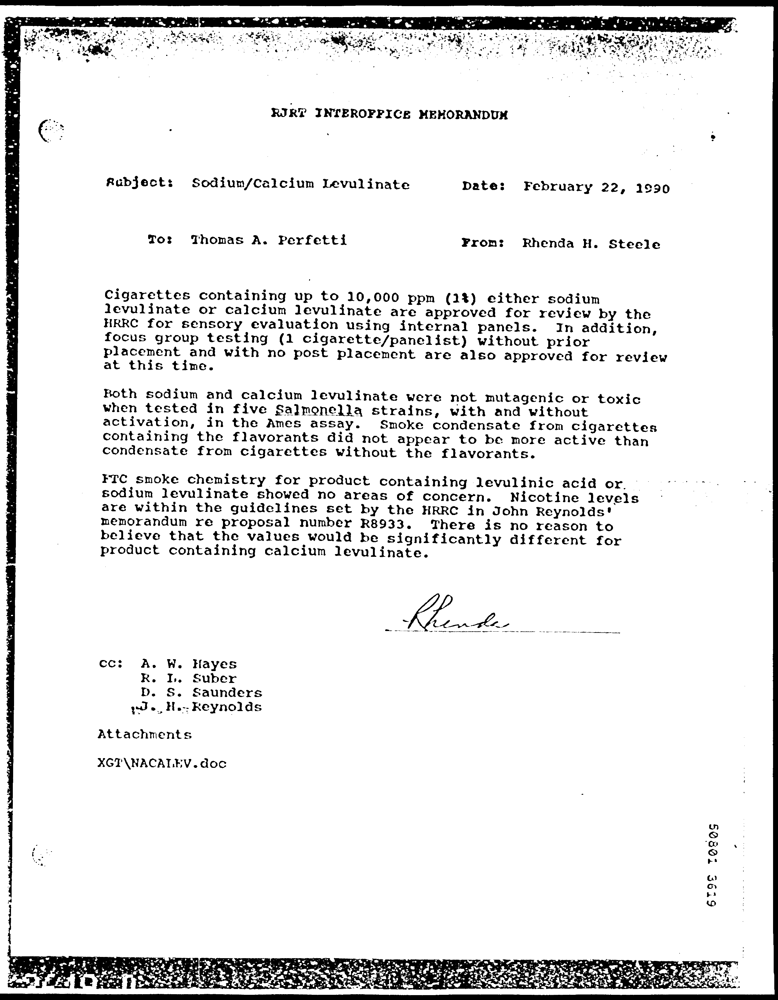 RJRT INTEROFFICE MEMORANDUM
Subject: Sodium/Calcium Levulinate Date: February 22, 1990
To: Thomas A. Perfetti From: Rhenda H. Steele
Cigarettes containing up to 10,000 ppm (1%) either sodium
levulinate or calcium levulinate are approved for review by the
HRRC for sensory evaluation using internal panels. In addition,
focus group testing (1 cigarette/panelist) without prior
placement and with no post placement are also approved for review
at this time.
Both sodium and calcium levulinate were not mutagenic or toxic
when tested in five Salmonella strains, with and without
activation, in the Ames assay. Smoke condensate from cigarettes
containing the flavorants did not appear to be more active than
condensate from cigarettes without the flavorants.
FTC smoke chemistry for product containing levulinic acid or
sodium levulinate showed no areas of concern. Nicotine levels
are within the guidelines set by the HRRC in John Reynolds'
memorandum re proposal number R8933. There is no reason to
believe that the values would be significantly different for
product containing calcium levulinate.
Rhenda
cc: A. W. Hayes
R. L. Suber
D. S. Saunders
J. H. Reynolds
Attachments
XGT\NACALEV.doc
50801 3619